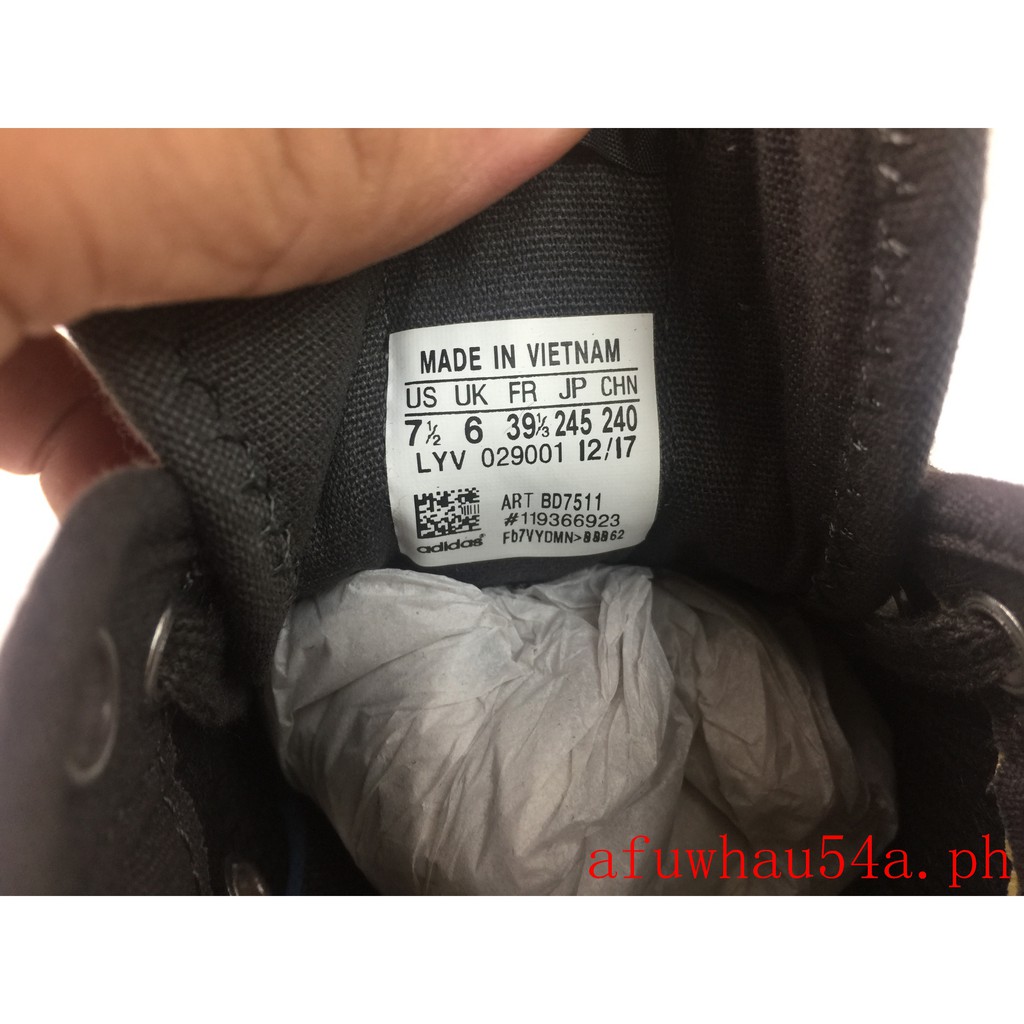 MADE IN VIETNAM
US UK FR JP CHN
7½ 6 39⅓ 245 240
LYV 029001 12/17
ART BD7511
#119366923
adidas
afuwhau54a.ph